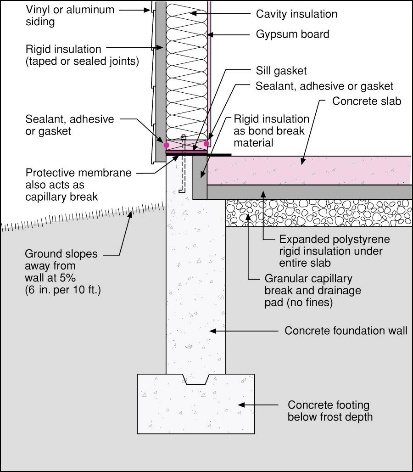 Vinyl or aluminum
siding
Rigid insulation
(taped or sealed joints)
Sealant, adhesive
or gasket
Protective membrane
also acts as
capillary break
Ground slopes
away from
wall at 5%
(6 in. per 10 ft.)
Cavity insulation
Gypsum board
Sill gasket
Sealant, adhesive or gasket
Concrete slab
Rigid insulation
as bond break
material
Expanded polystyrene
rigid insulation under
entire slab
Granular capillary
break and drainage
pad (no fines)
Concrete foundation wall
Concrete footing
below frost depth